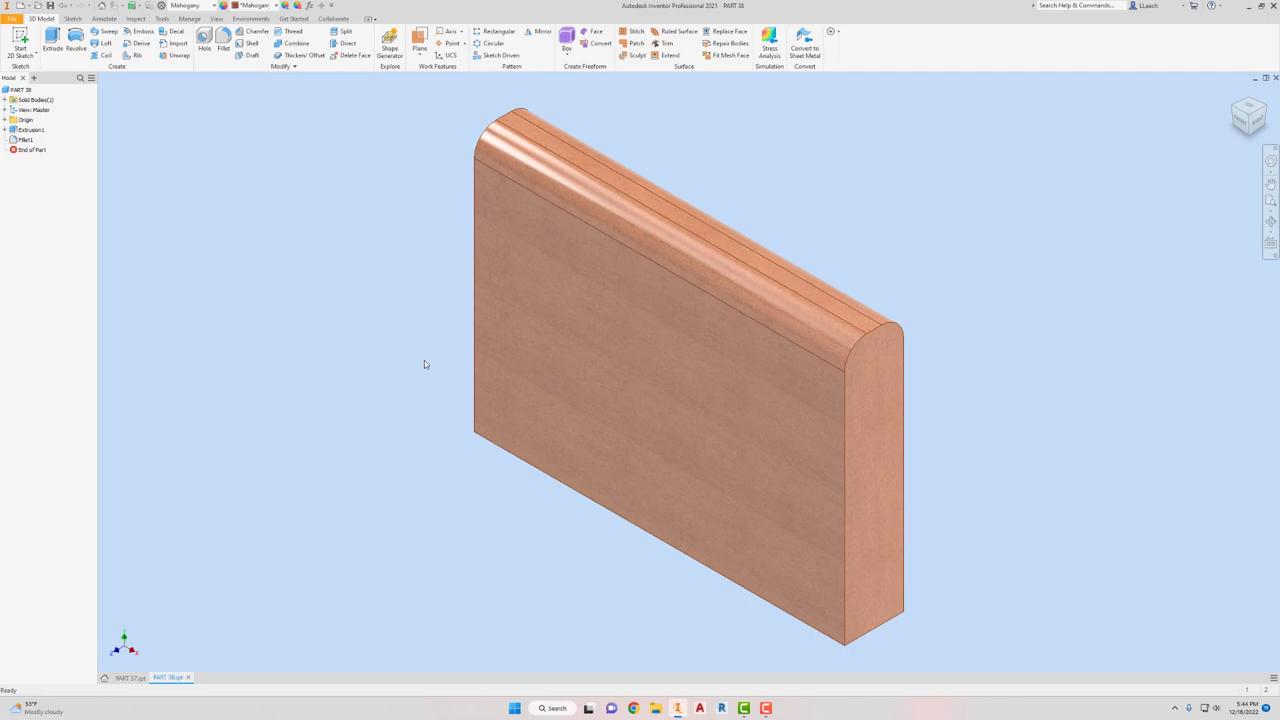 Mahogany
*Mahogany
Autodesk Inventor Professional 2021 PART 38
Search Help & Commands...
LLeach
File
3D Model
Sketch
Annotate
Inspect
Tools
Manage
View
Environments
Get Started
Collaborate
Start
2D Sketch
Sketch
Extrude
Revolve
Sweep
Emboss
Decal
Loft
Derive
Import
Coil
Rib
Unwrap
Create
Hole
Fillet
Chamfer
Thread
Split
Shell
Combine
Direct
Draft
Thicken/ Offset
Delete Face
Modify
Shape
Generator
Explore
Plane
Axis
Point
UCS
Work Features
Rectangular
Mirror
Circular
Sketch Driven
Pattern
Box
Face
Convert
Create Freeform
Stitch
Ruled Surface
Replace Face
Patch
Trim
Repair Bodies
Sculpt
Extend
Fit Mesh Face
Surface
Stress
Analysis
Simulation
Convert to
Sheet Metal
Convert
Model
PART 38
Solid Bodies(1)
View: Master
Origin
Extrusion1
Fillet1
End of Part
PART 37.ipt
PART 38.ipt
Ready
1
2
53°F
Mostly cloudy
Search
5:44 PM
12/18/2022